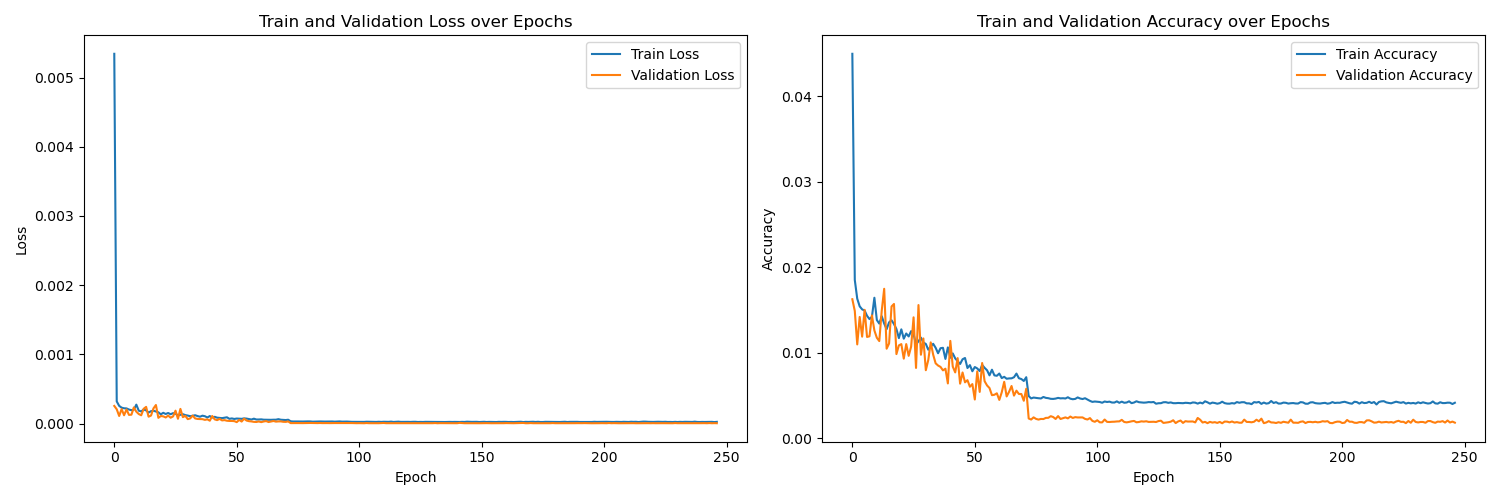 Train and Validation Loss over Epochs
Train Loss
Validation Loss
0.005
0.004
0.003
0.002
0.001
0.000
Loss
0 50 100 150 200 250
Epoch
Train and Validation Accuracy over Epochs
Train Accuracy
Validation Accuracy
0.04
0.03
0.02
0.01
0.00
Accuracy
0 50 100 150 200 250
Epoch